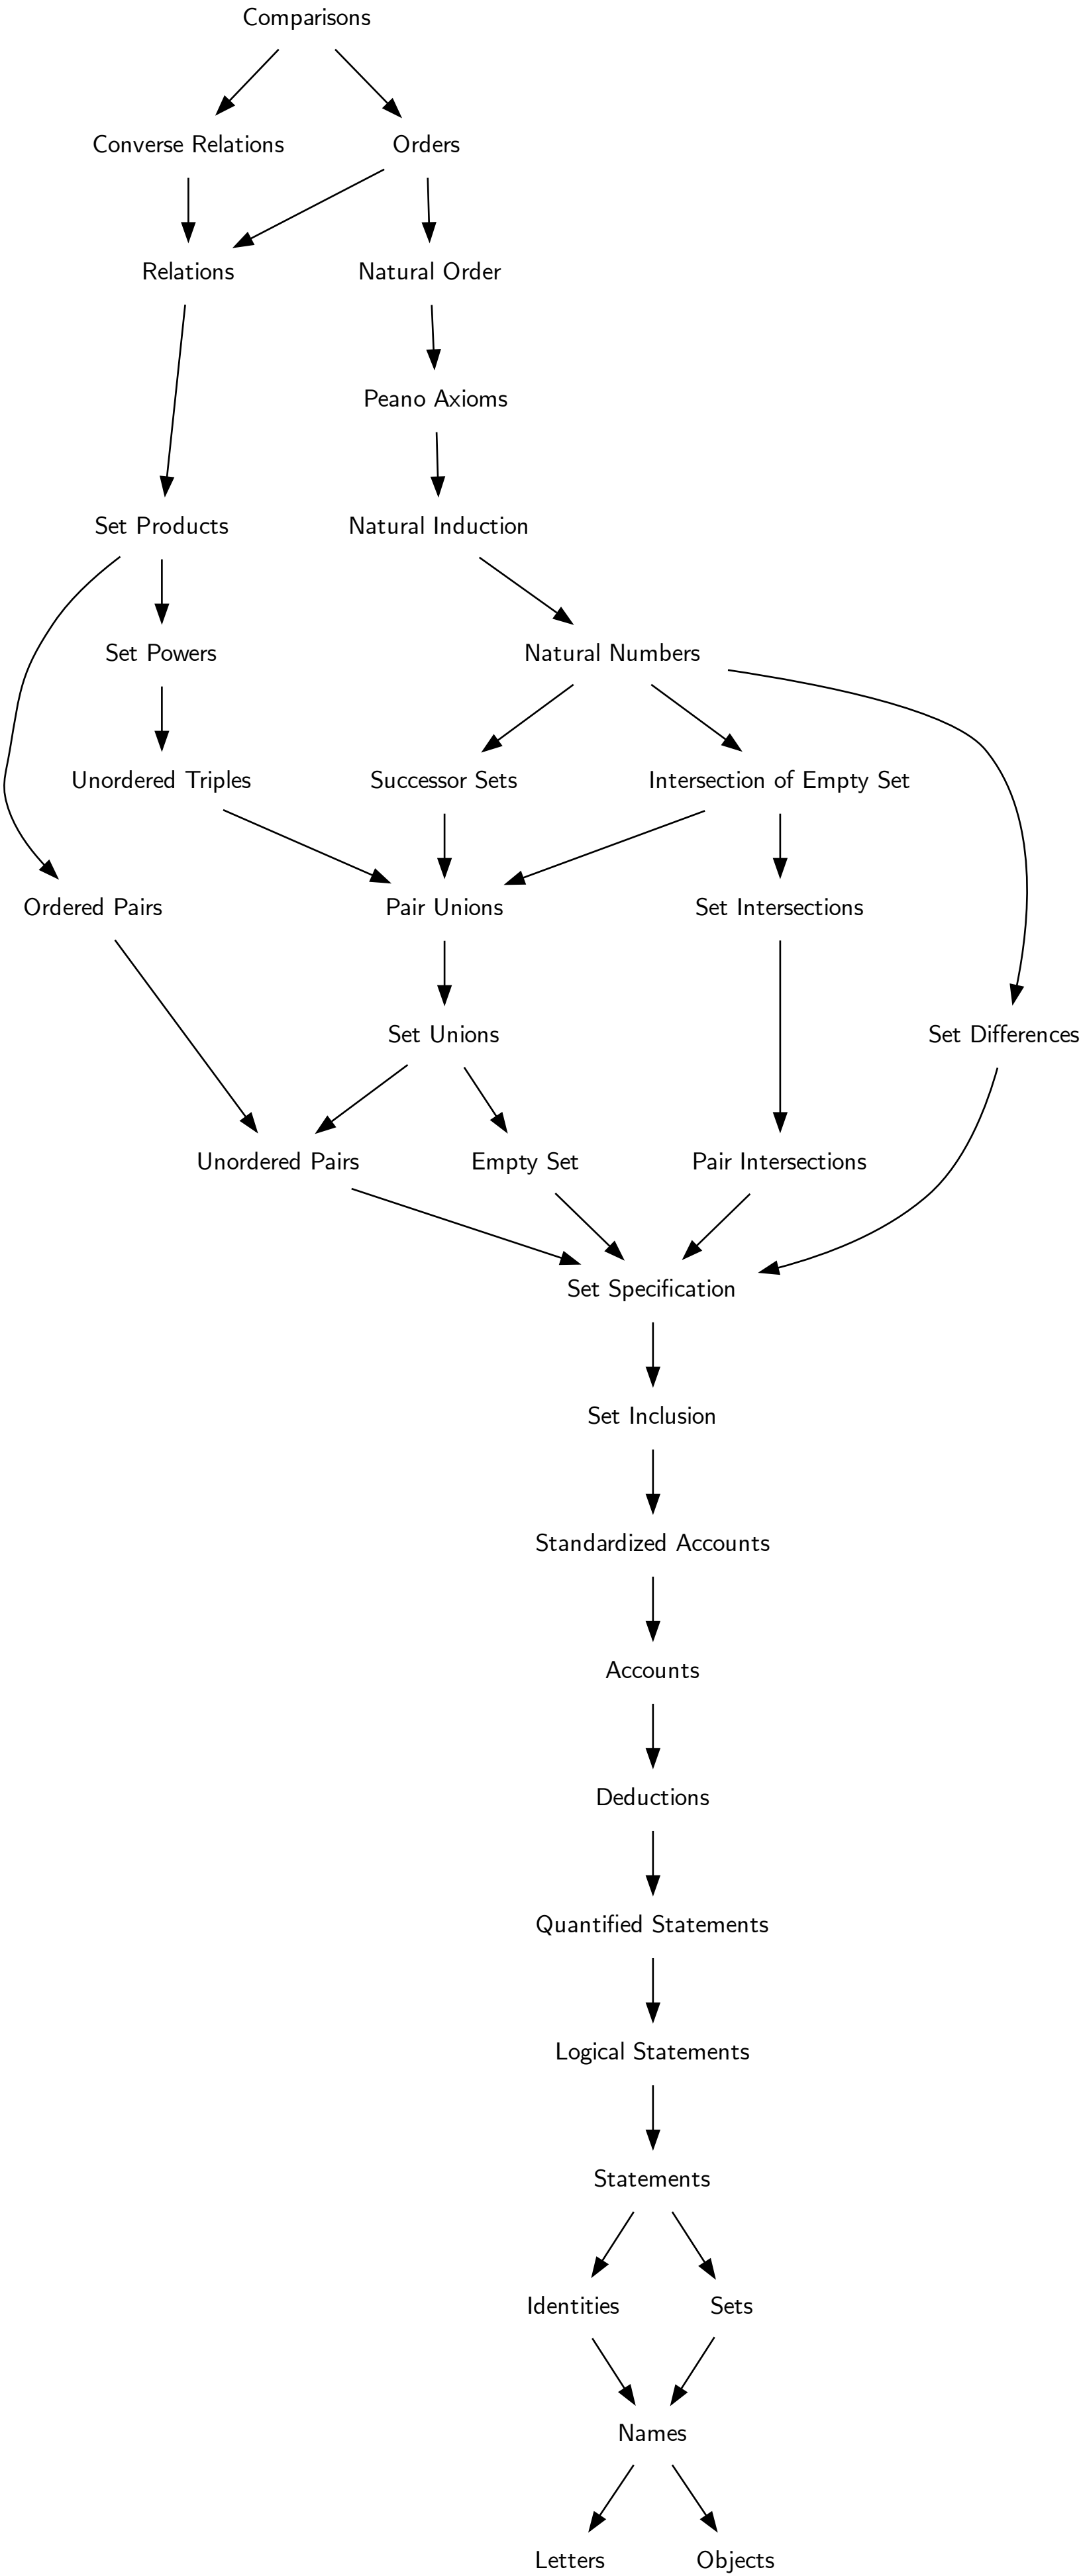 Comparisons
Converse Relations
Orders
Relations
Natural Order
Peano Axioms
Set Products
Natural Induction
Set Powers
Natural Numbers
Unordered Triples
Successor Sets
Intersection of Empty Set
Ordered Pairs
Pair Unions
Set Intersections
Set Unions
Set Differences
Unordered Pairs
Empty Set
Pair Intersections
Set Specification
Set Inclusion
Standardized Accounts
Accounts
Deductions
Quantified Statements
Logical Statements
Statements
Identities
Sets
Names
Letters
Objects